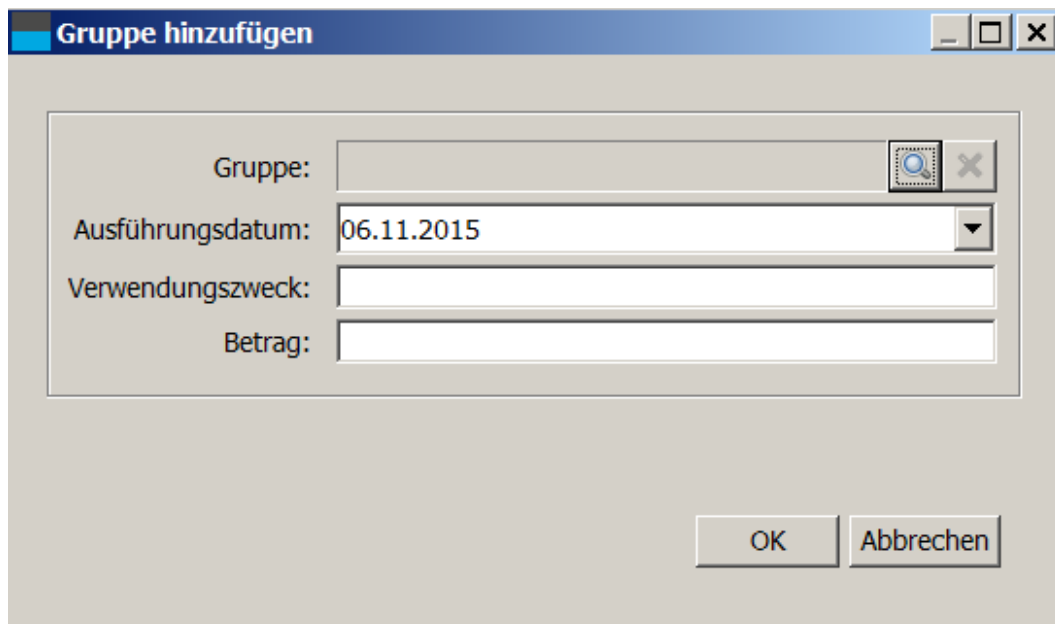 Gruppe hinzufügen
Gruppe:
Ausführungsdatum: 06.11.2015
Verwendungszweck:
Betrag:
OK Abbrechen